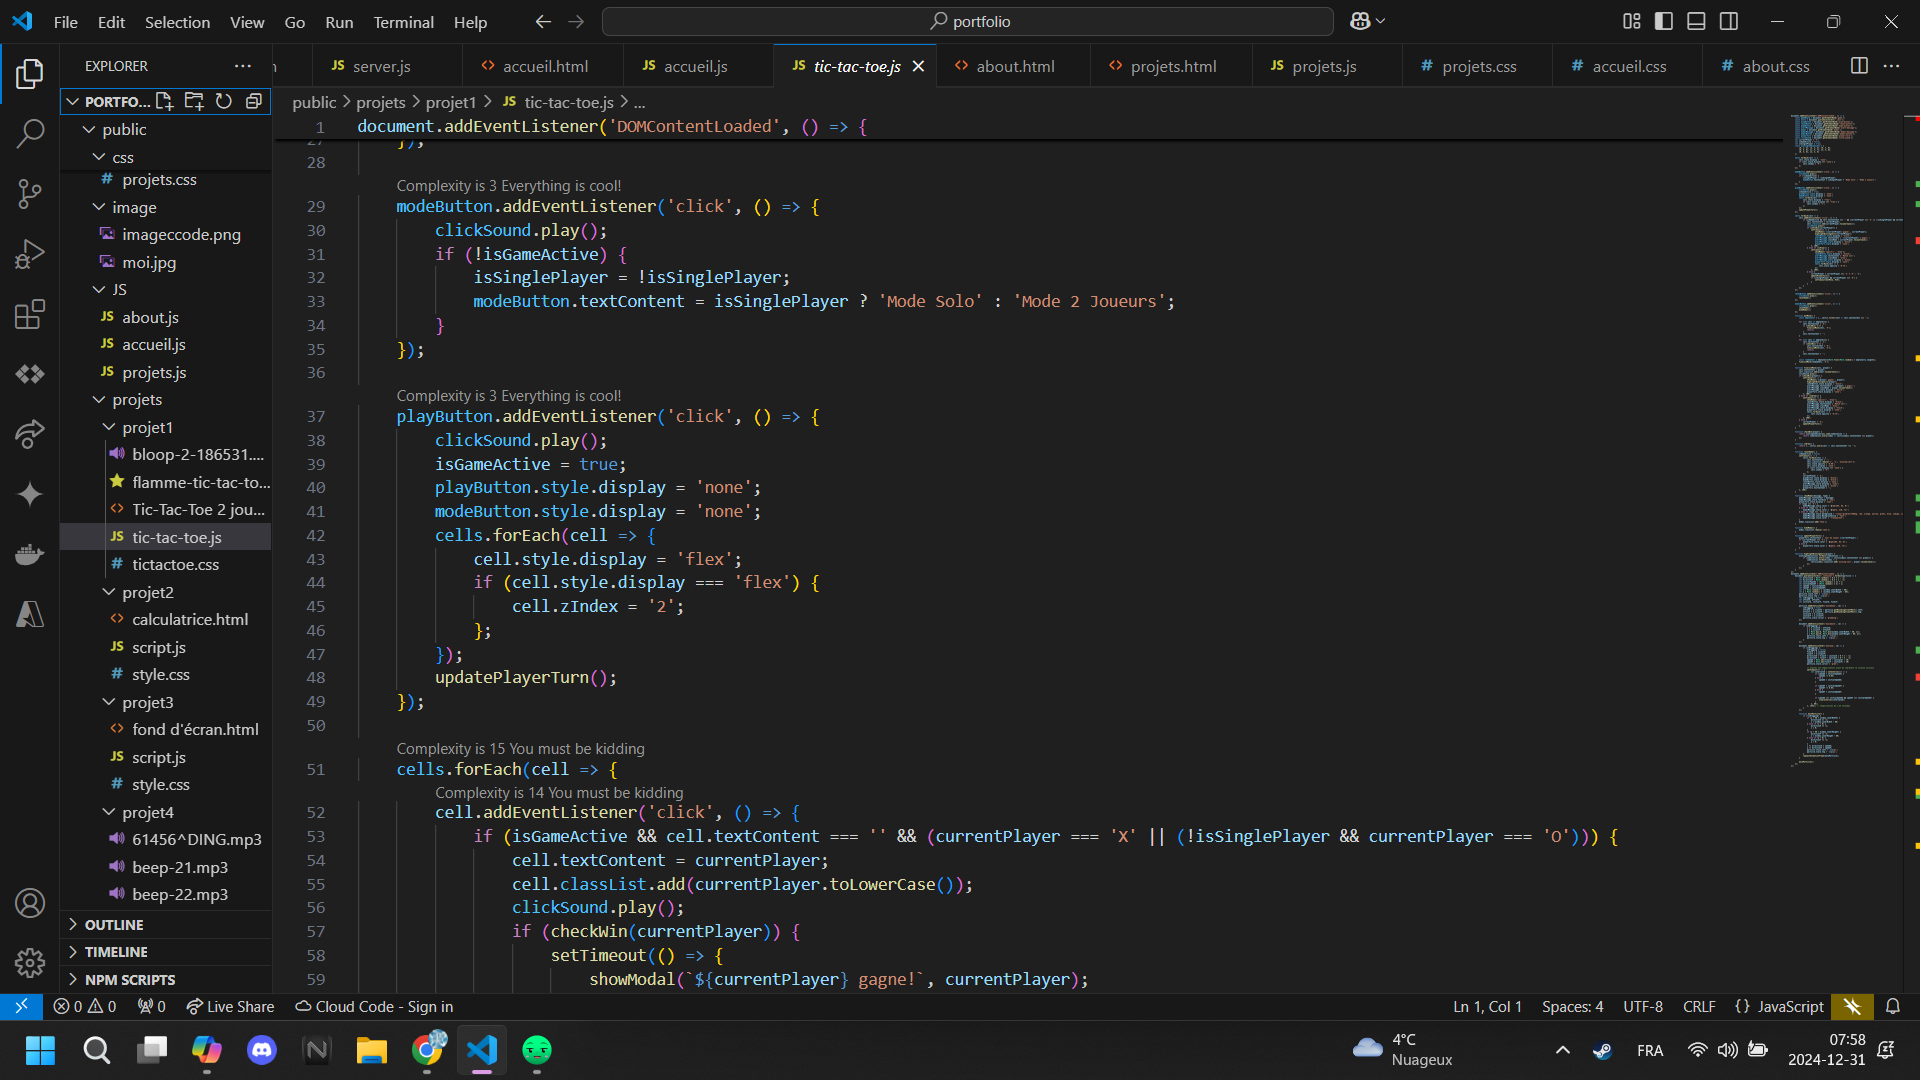 File Edit Selection View Go Run Terminal Help
portfolio
EXPLORER
server.js
accueil.html
accueil.js
tic-tac-toe.js
about.html
projets.html
projets.js
projets.css
accueil.css
about.css
PORTFO...
public
css
projets.css
image
imageccode.png
moi.jpg
JS
about.js
accueil.js
projets.js
projets
projet1
bloop-2-186531....
flamme-tic-tac-to...
Tic-Tac-Toe 2 jou...
tic-tac-toe.js
tictactoe.css
projet2
calculatrice.html
script.js
style.css
projet3
fond d'écran.html
script.js
style.css
projet4
61456^DING.mp3
beep-21.mp3
beep-22.mp3
OUTLINE
TIMELINE
NPM SCRIPTS
public > projets > projet1 > JS tic-tac-toe.js > ...
1 document.addEventListener('DOMContentLoaded', () => {
27 });
28
Complexity is 3 Everything is cool!
29 modeButton.addEventListener('click', () => {
30 clickSound.play();
31 if (!isGameActive) {
32 isSinglePlayer = !isSinglePlayer;
33 modeButton.textContent = isSinglePlayer ? 'Mode Solo' : 'Mode 2 Joueurs';
34 }
35 });
36
Complexity is 3 Everything is cool!
37 playButton.addEventListener('click', () => {
38 clickSound.play();
39 isGameActive = true;
40 playButton.style.display = 'none';
41 modeButton.style.display = 'none';
42 cells.forEach(cell => {
43 cell.style.display = 'flex';
44 if (cell.style.display === 'flex') {
45 cell.zIndex = '2';
46 };
47 });
48 updatePlayerTurn();
49 });
50
Complexity is 15 You must be kidding
51 cells.forEach(cell => {
Complexity is 14 You must be kidding
52 cell.addEventListener('click', () => {
53 if (isGameActive && cell.textContent === '' && (currentPlayer === 'X' || (!isSinglePlayer && currentPlayer === 'O'))) {
54 cell.textContent = currentPlayer;
55 cell.classList.add(currentPlayer.toLowerCase());
56 clickSound.play();
57 if (checkWin(currentPlayer)) {
58 setTimeout(() => {
59 showModal(`${currentPlayer} gagne!`, currentPlayer);
0 0 0 Live Share Cloud Code - Sign in
Ln 1, Col 1 Spaces: 4 UTF-8 CRLF {} JavaScript
4°C
Nuageux
FRA
07:58
2024-12-31